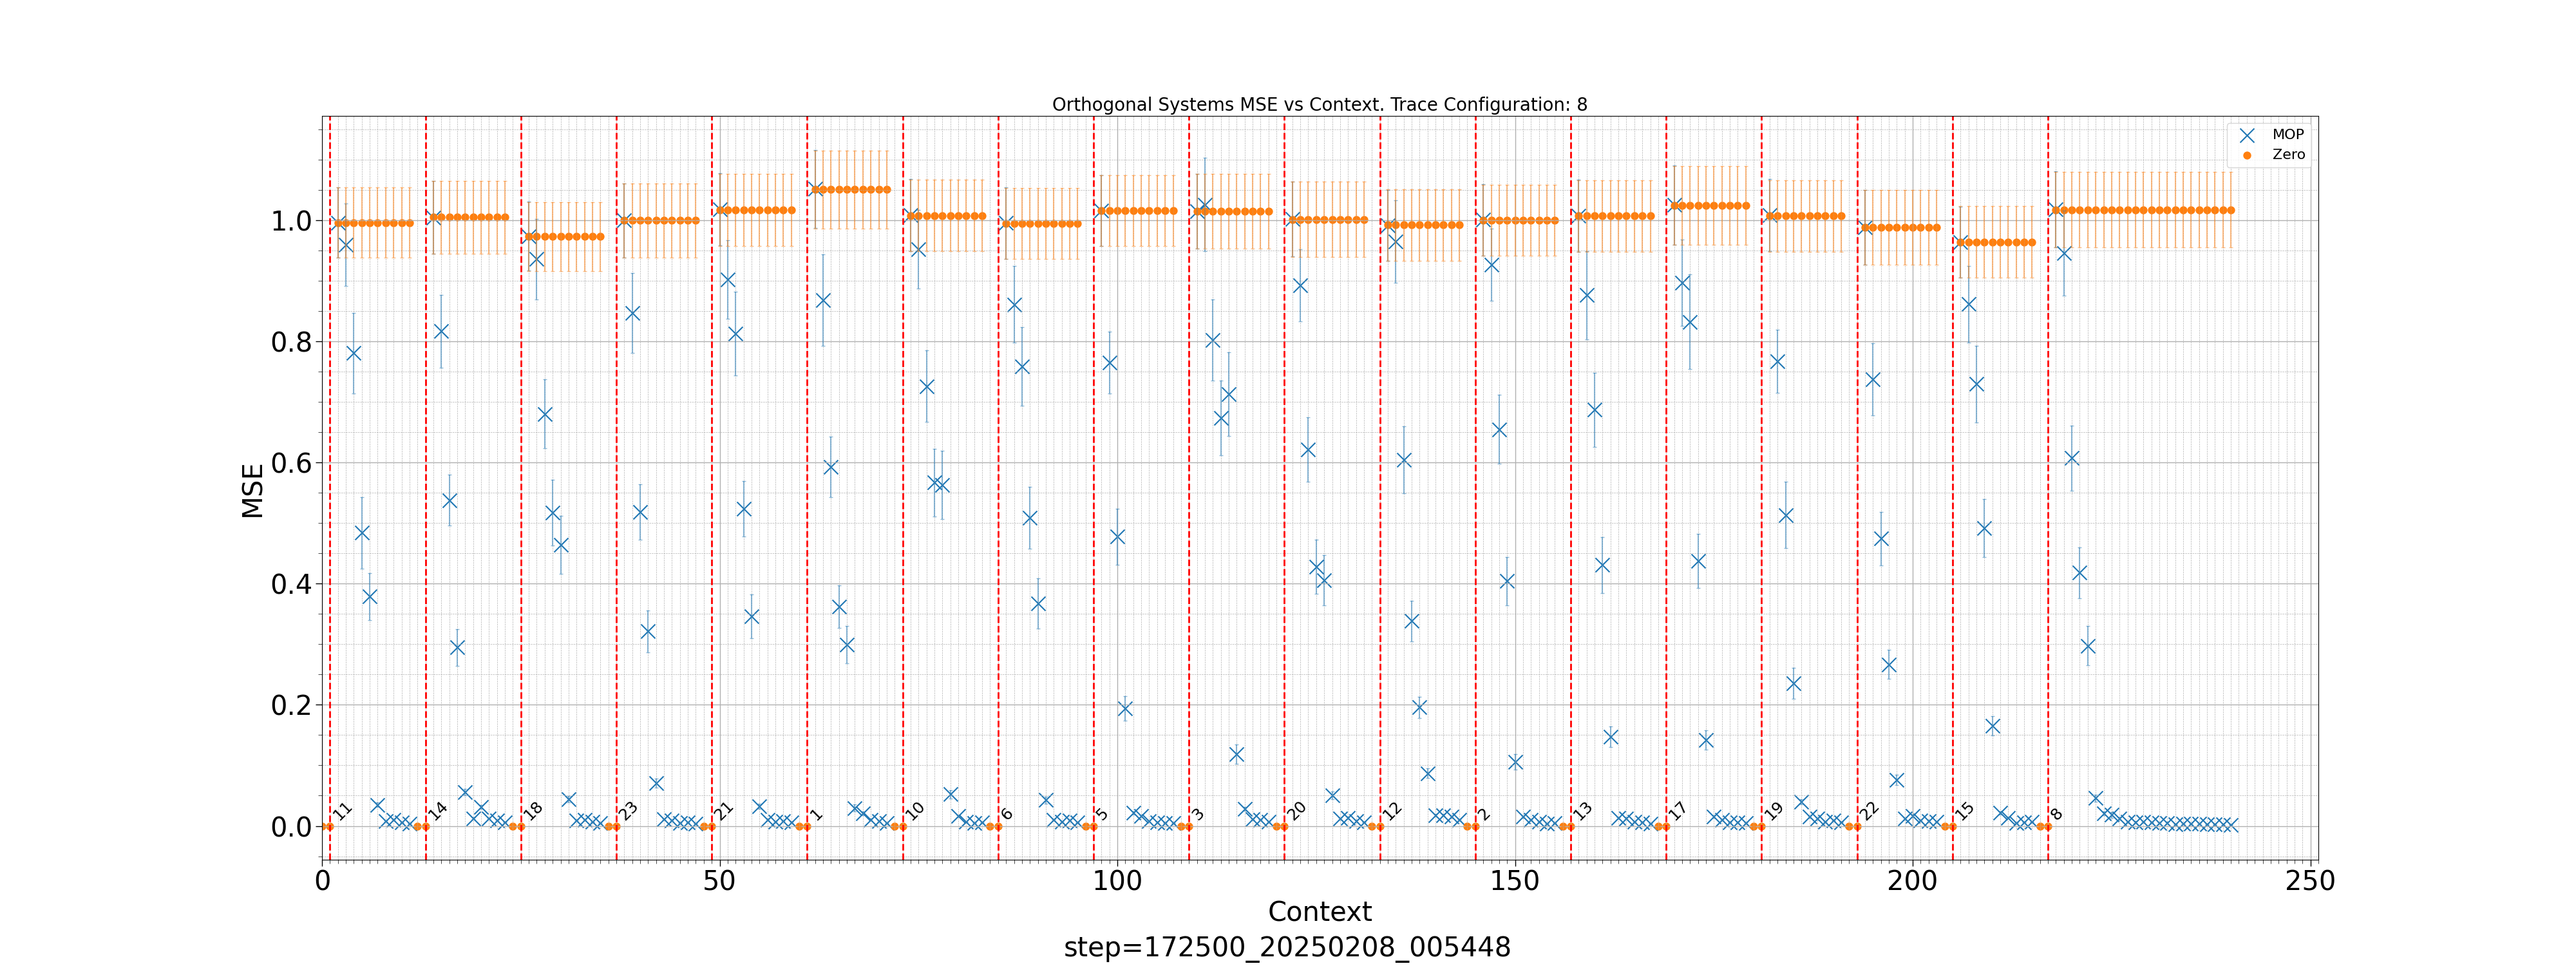 Orthogonal Systems MSE vs Context. Trace Configuration: 8
MOP
Zero
MSE
1.0
0.8
0.6
0.4
0.2
0.0
11 14 18 23 21 1 10 6 5 3 20 12 2 13 17 19 22 15 8
0 50 100 150 200 250
Context
step=172500_20250208_005448